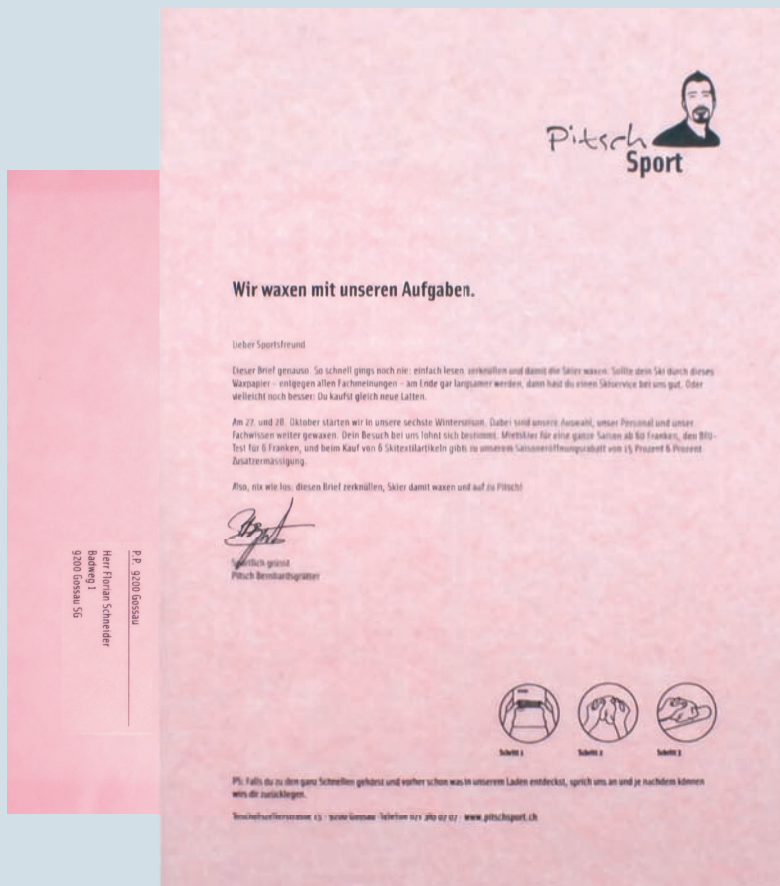 Pitsch
Sport
Wir waxen mit unseren Aufgaben.
Lieber Sportsfreund
Dieser Brief genauso. So schnell gings noch nie: einfach lesen, zerknüllen und damit die Skier waxen. Sollte dein Ski durch dieses
Waxpapier – entgegen allen Fachmeinungen – am Ende gar langsamer werden, dann hast du einen Skiservice bei uns gut. Oder
vielleicht noch besser: Du kaufst gleich neue Latten.
Am 27. und 28. Oktober starten wir in unsere sechste Wintersaison. Dabei sind unsere Auswahl, unser Personal und unser
Fachwissen weiter gewaxen. Dein Besuch bei uns lohnt sich bestimmt. Mietskier für eine ganze Saison ab 60 Franken, den BfU-
Test für 6 Franken, und beim Kauf von 6 Skitextilartikeln gibts zu unserem Saisoneröffnungsrabatt von 15 Prozent 6 Prozent
Zusatzermässigung.
Also, nix wie los: diesen Brief zerknüllen, Skier damit waxen und auf zu Pitsch!
Sportlich grüsst
Pitsch Bernhardsgrütter
Schritt 1
Schritt 2
Schritt 3
PS: Falls du zu den ganz Schnellen gehörst und vorher schon was in unserem Laden entdeckst, sprich uns an und je nachdem können
wirs dir zurücklegen.
9200 Gossau · Telefon 071 · www.pitschsport.ch
P.P. 9200 Gossau
Herr Florian Schneider
Badweg 1
9200 Gossau SG